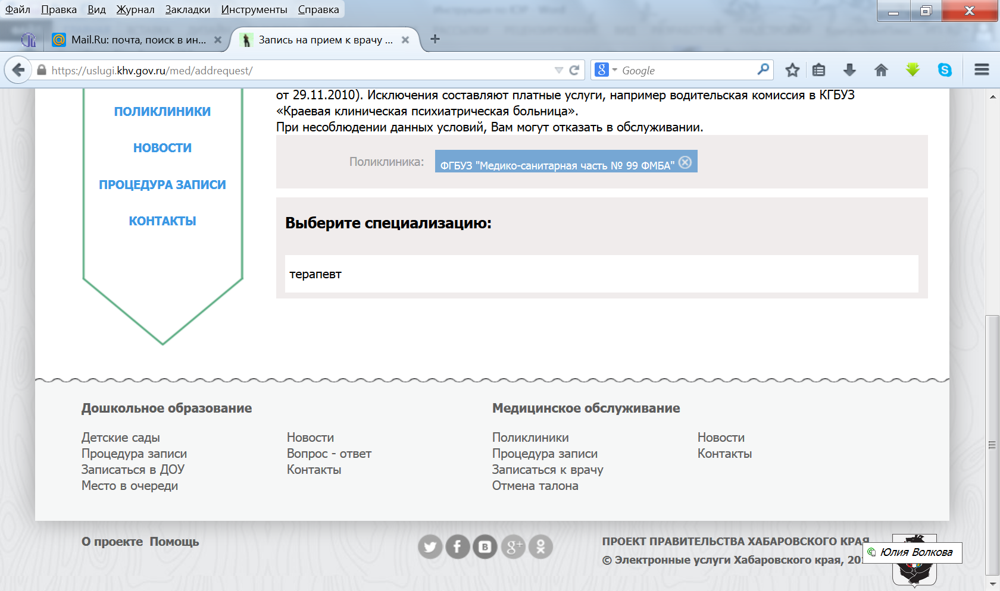 Файл Правка Вид Журнал Закладки Инструменты Справка
Mail.Ru: почта, поиск в ин...
Запись на прием к врачу ...
https://uslugi.khv.gov.ru/med/addrequest/
Google
от 29.11.2010). Исключения составляют платные услуги, например водительская комиссия в КГБУЗ
«Краевая клиническая психиатрическая больница».
При несоблюдении данных условий, Вам могут отказать в обслуживании.
ПОЛИКЛИНИКИ
НОВОСТИ
ПРОЦЕДУРА ЗАПИСИ
КОНТАКТЫ
Поликлиника: ФГБУЗ "Медико-санитарная часть № 99 ФМБА"
Выберите специализацию:
терапевт
Дошкольное образование
Детские сады
Процедура записи
Записаться в ДОУ
Место в очереди
Новости
Вопрос - ответ
Контакты
Медицинское обслуживание
Поликлиники
Процедура записи
Записаться к врачу
Отмена талона
Новости
Контакты
О проекте Помощь
ПРОЕКТ ПРАВИТЕЛЬСТВА ХАБАРОВСКОГО КРАЯ
© Электронные услуги Хабаровского края,
Юлия Волкова